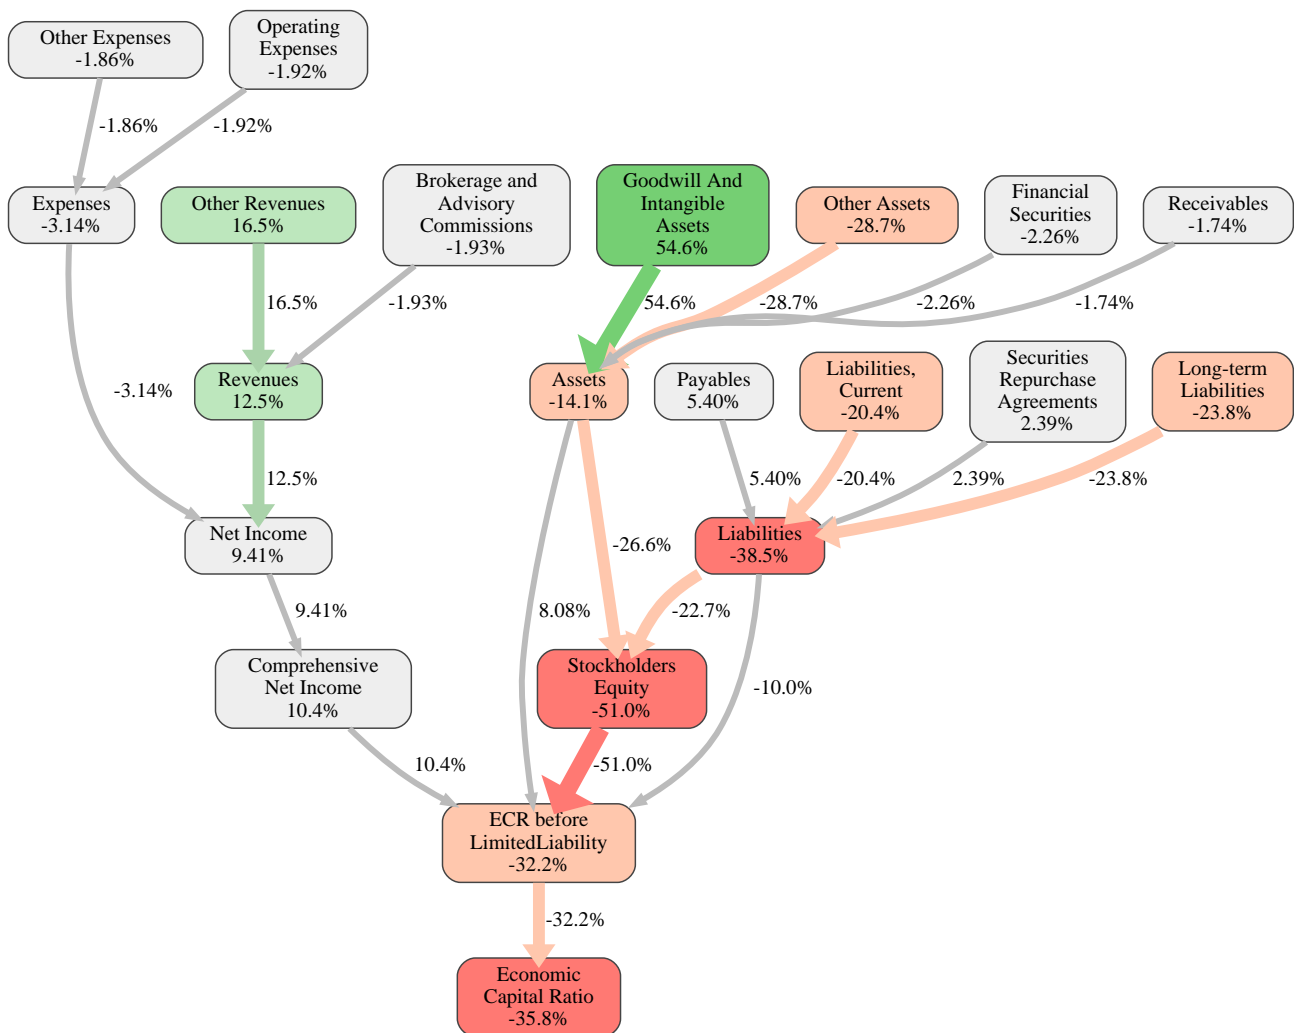 Other Expenses
-1.86%
Operating
Expenses
-1.92%
-1.86%
-1.92%
Expenses
-3.14%
Other Revenues
16.5%
Brokerage and
Advisory
Commissions
-1.93%
Goodwill And
Intangible
Assets
54.6%
Other Assets
-28.7%
Financial
Securities
-2.26%
Receivables
-1.74%
16.5%
-1.93%
54.6%
-28.7%
-2.26%
-1.74%
-3.14%
Revenues
12.5%
Assets
-14.1%
Payables
5.40%
Liabilities,
Current
-20.4%
Securities
Repurchase
Agreements
2.39%
Long-term
Liabilities
-23.8%
12.5%
5.40%
-20.4%
2.39%
-23.8%
Net Income
9.41%
-26.6%
Liabilities
-38.5%
9.41%
8.08%
-22.7%
Comprehensive
Net Income
10.4%
Stockholders
Equity
-51.0%
-10.0%
10.4%
-51.0%
ECR before
LimitedLiability
-32.2%
-32.2%
Economic
Capital Ratio
-35.8%